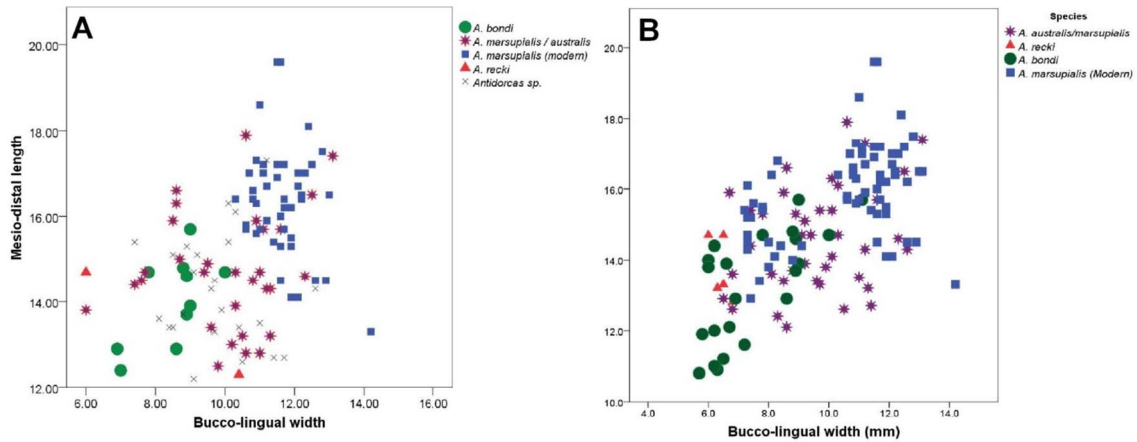 A
A. bondi
A. marsupialis / australis
A. marsupialis (modern)
A. recki
Antidorcas sp.
Mesio-distal length
20.00
18.00
16.00
14.00
12.00
6.00 8.00 10.00 12.00 14.00 16.00
Bucco-lingual width
B
Species
A. australis/marsupialis
A. recki
A. bondi
A. marsupialis (Modern)
20.0
18.0
16.0
14.0
12.0
10.0
4.0 6.0 8.0 10.0 12.0 14.0
Bucco-lingual width (mm)